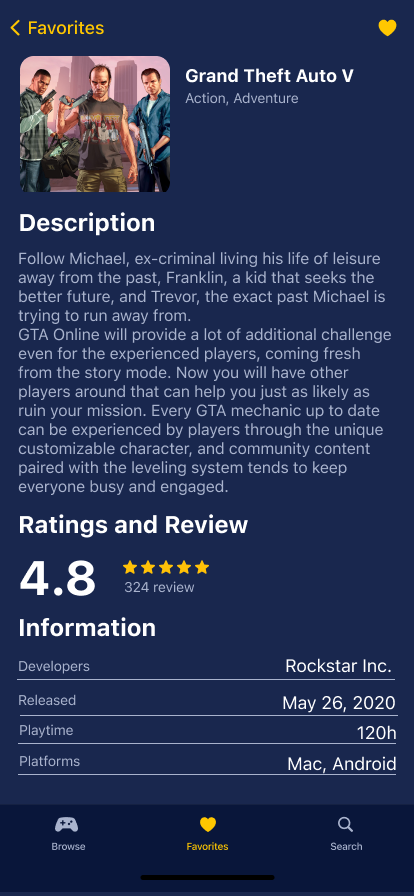 Favorites
Grand Theft Auto V
Action, Adventure
Description
Follow Michael, ex-criminal living his life of leisure
away from the past, Franklin, a kid that seeks the
better future, and Trevor, the exact past Michael is
trying to run away from.
GTA Online will provide a lot of additional challenge
even for the experienced players, coming fresh
from the story mode. Now you will have other
players around that can help you just as likely as
ruin your mission. Every GTA mechanic up to date
can be experienced by players through the unique
customizable character, and community content
paired with the leveling system tends to keep
everyone busy and engaged.
Ratings and Review
4.8
324 review
Information
Developers Rockstar Inc.
Released May 26, 2020
Playtime 120h
Platforms Mac, Android
Browse Favorites Search